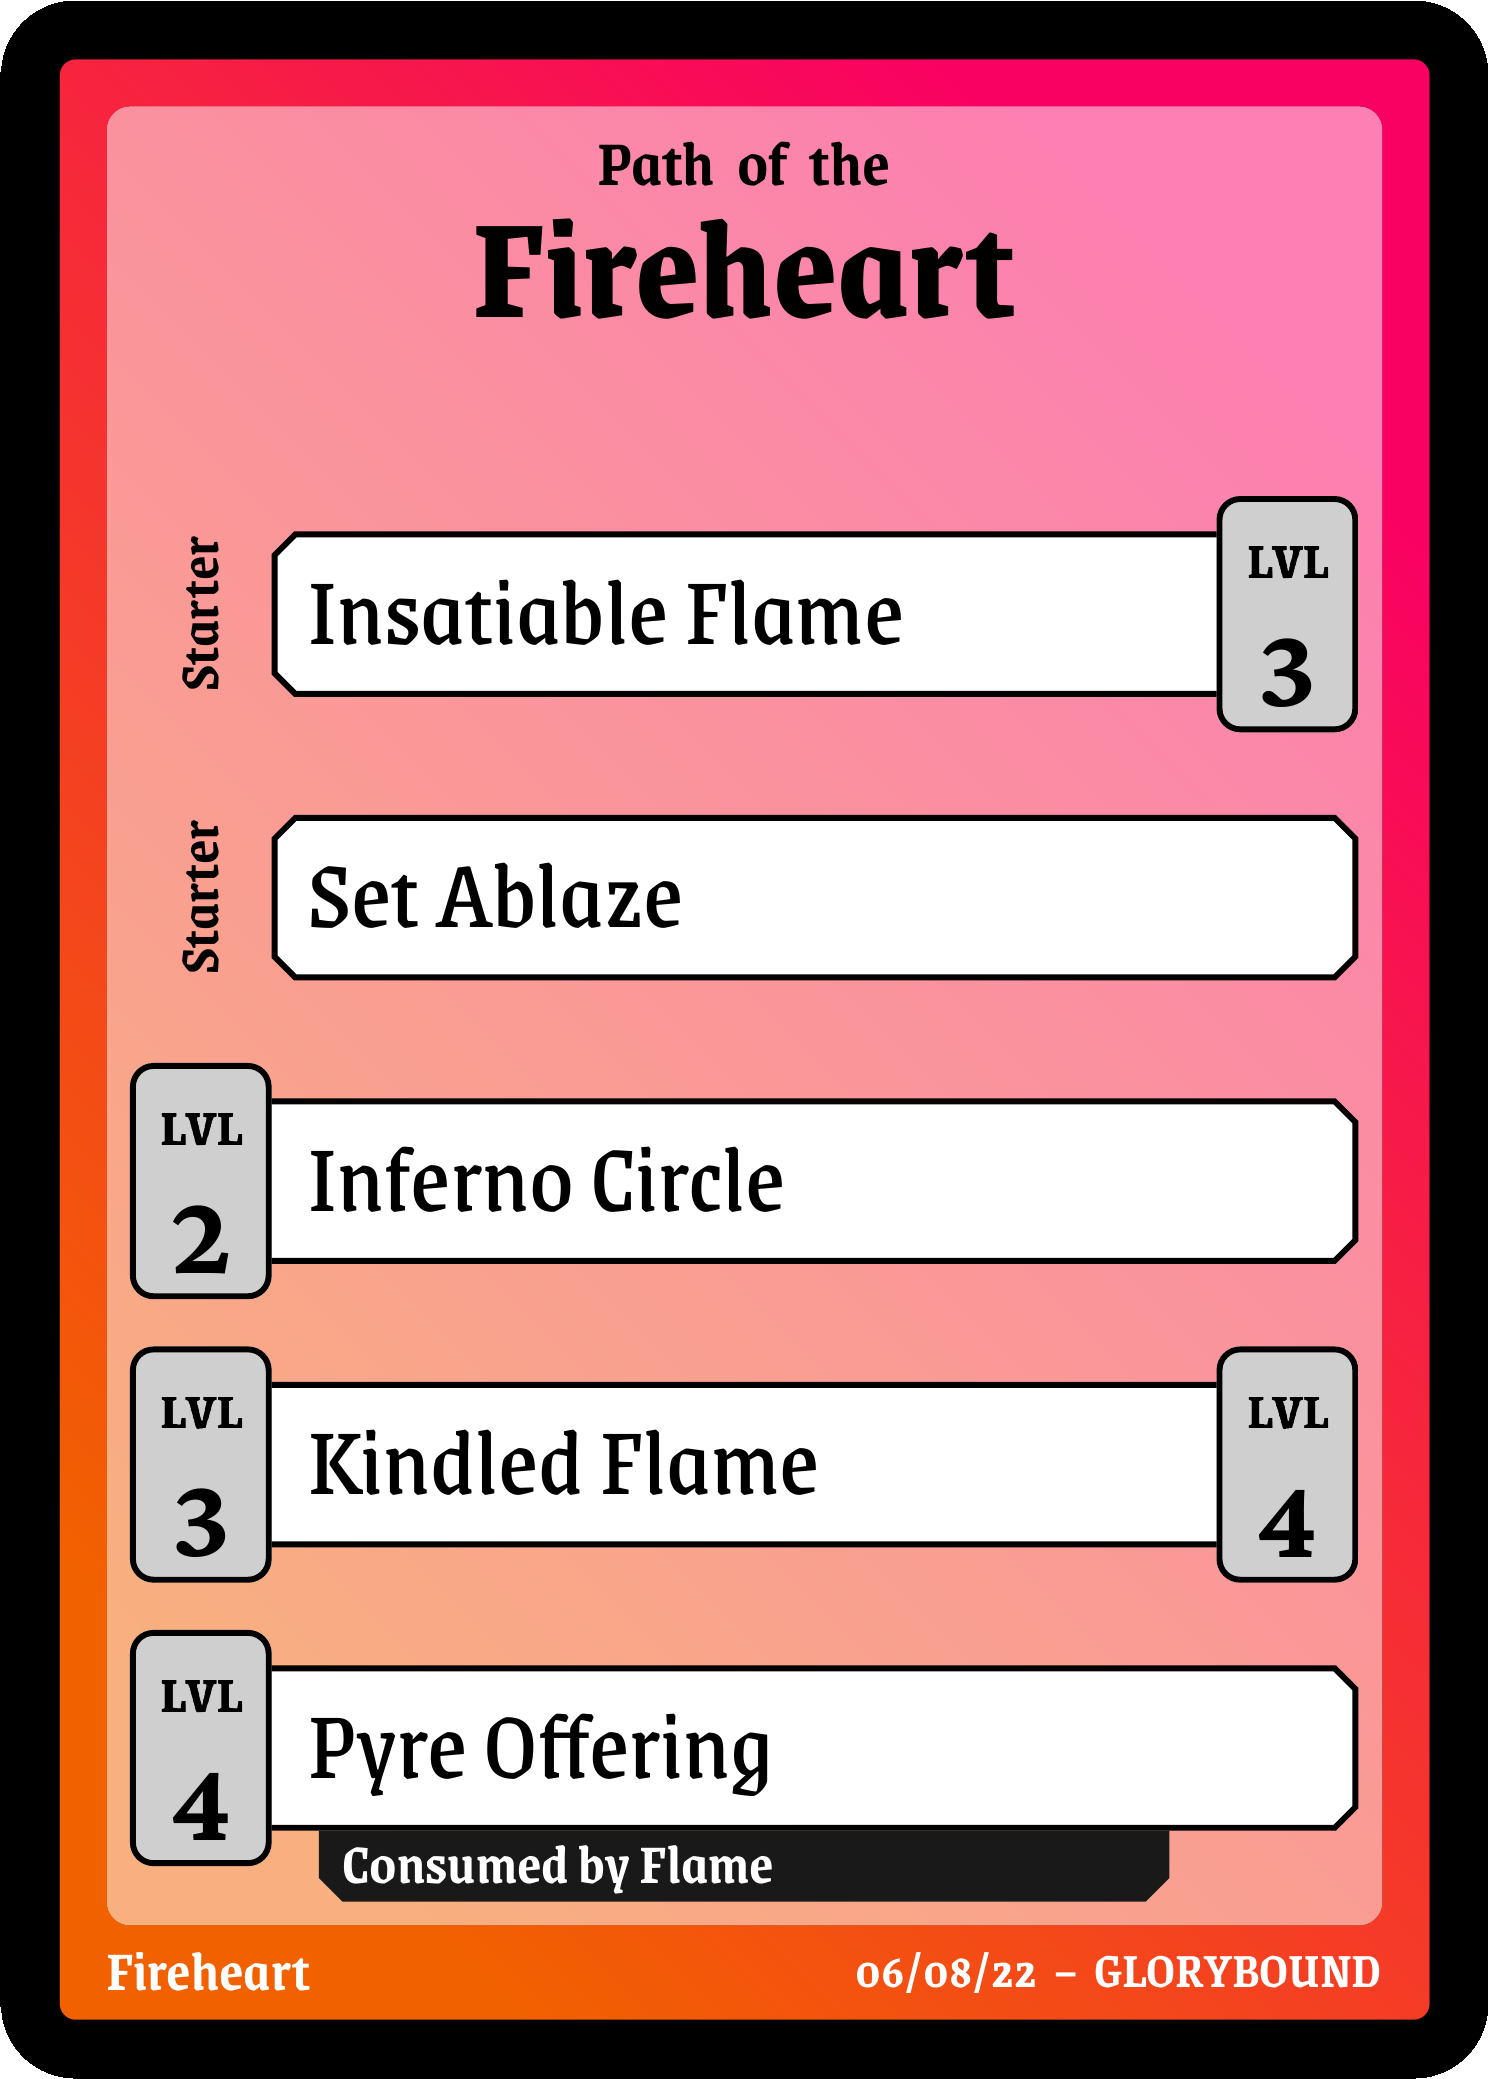 Path of the
Fireheart
Starter
Insatiable Flame
LVL
3
Starter
Set Ablaze
LVL
2
Inferno Circle
LVL
3
Kindled Flame
LVL
4
LVL
4
Pyre Offering
Consumed by Flame
Fireheart
06/08/22 – GLORYBOUND